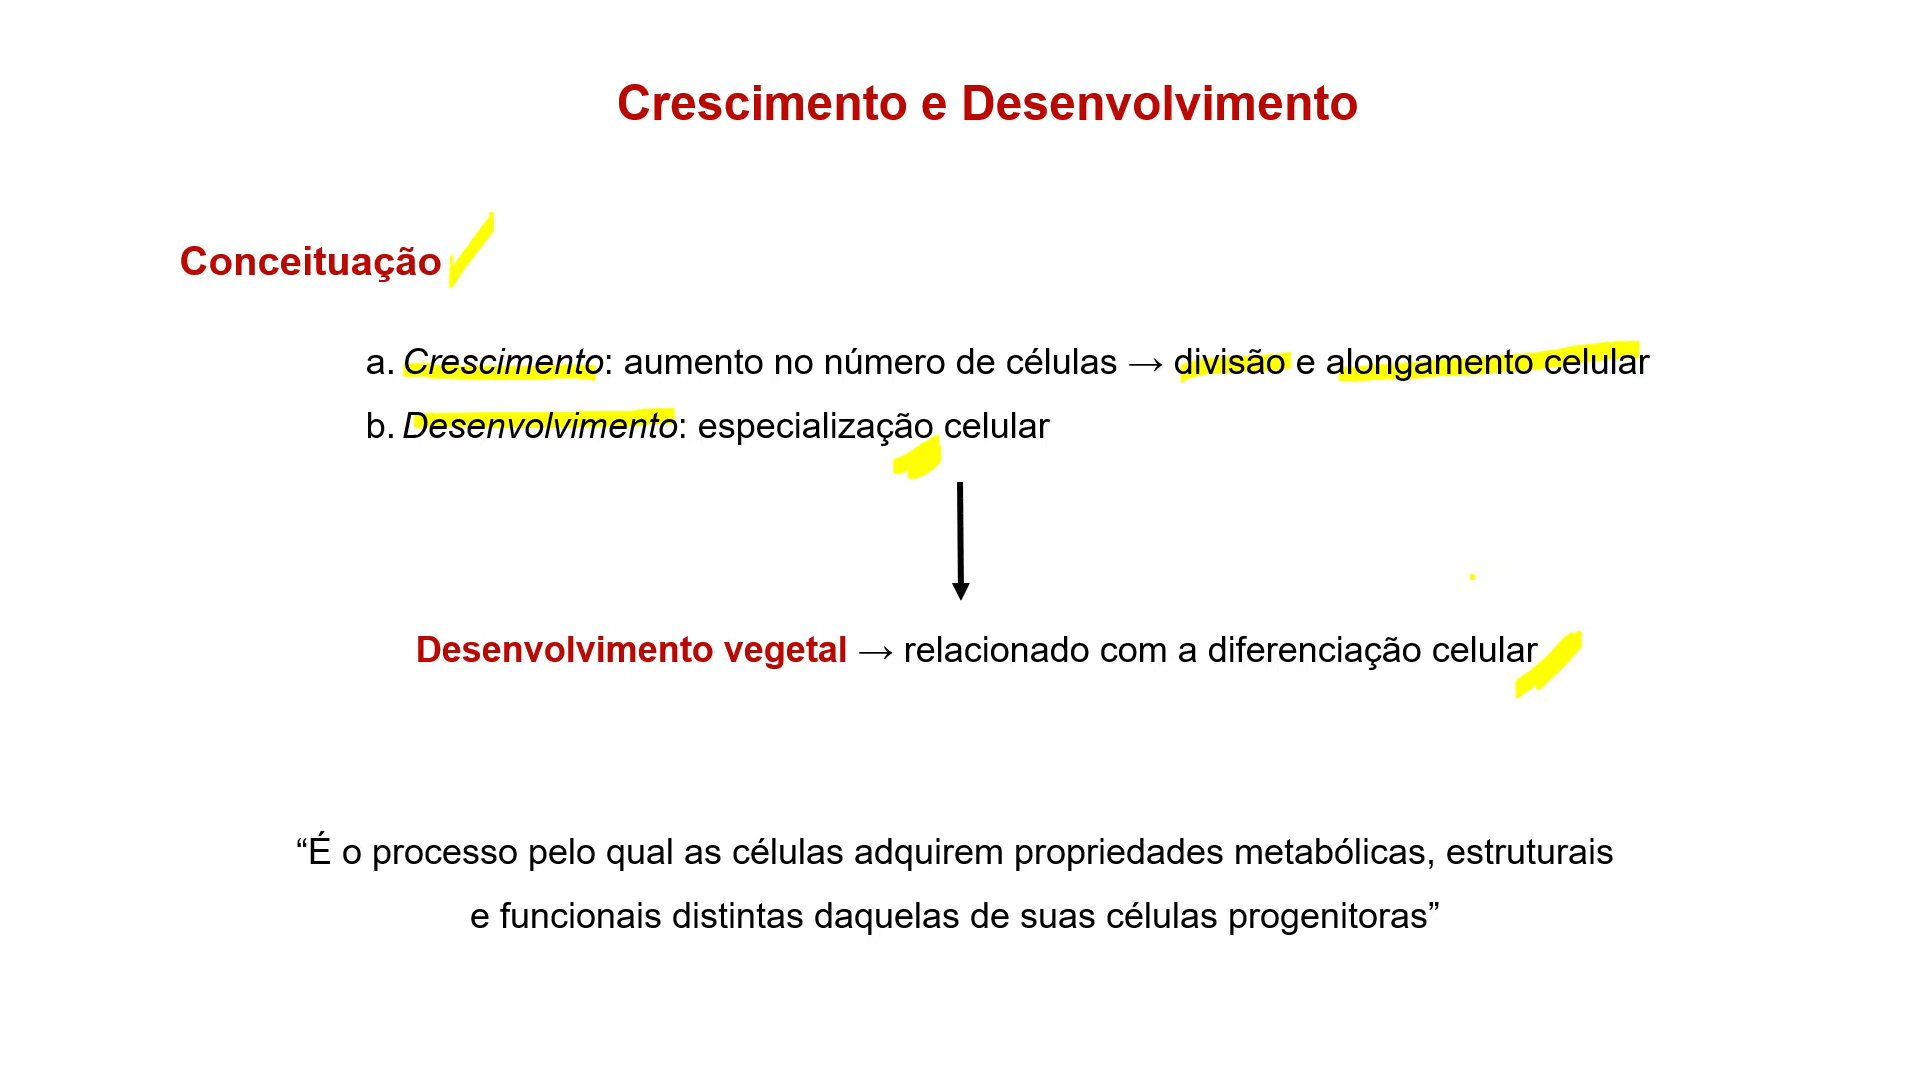 Crescimento e Desenvolvimento
Conceituação
a. Crescimento: aumento no número de células → divisão e alongamento celular
b. Desenvolvimento: especialização celular
Desenvolvimento vegetal → relacionado com a diferenciação celular
“É o processo pelo qual as células adquirem propriedades metabólicas, estruturais
e funcionais distintas daquelas de suas células progenitoras”